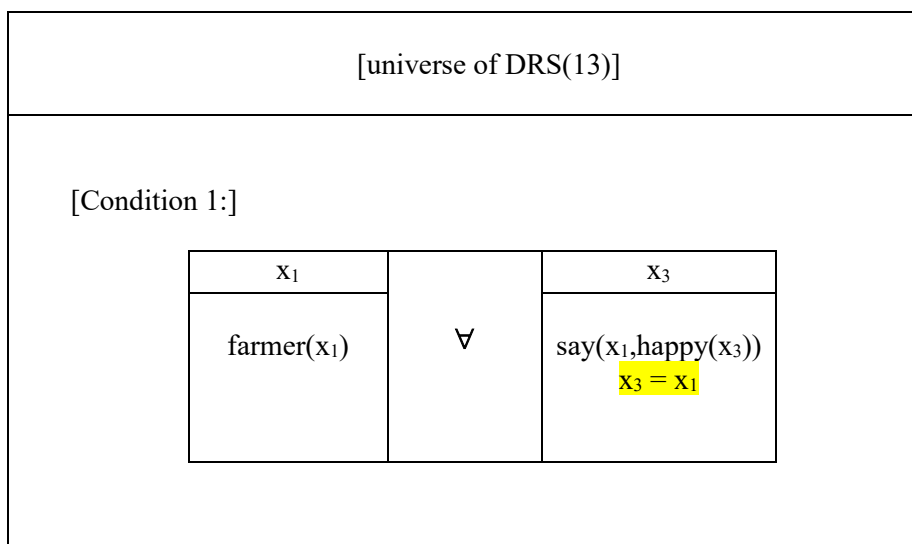 [universe of DRS(13)]
[Condition 1:]
x₁ x₃
farmer(x₁) ∀ say(x₁,happy(x₃))
x₃ = x₁